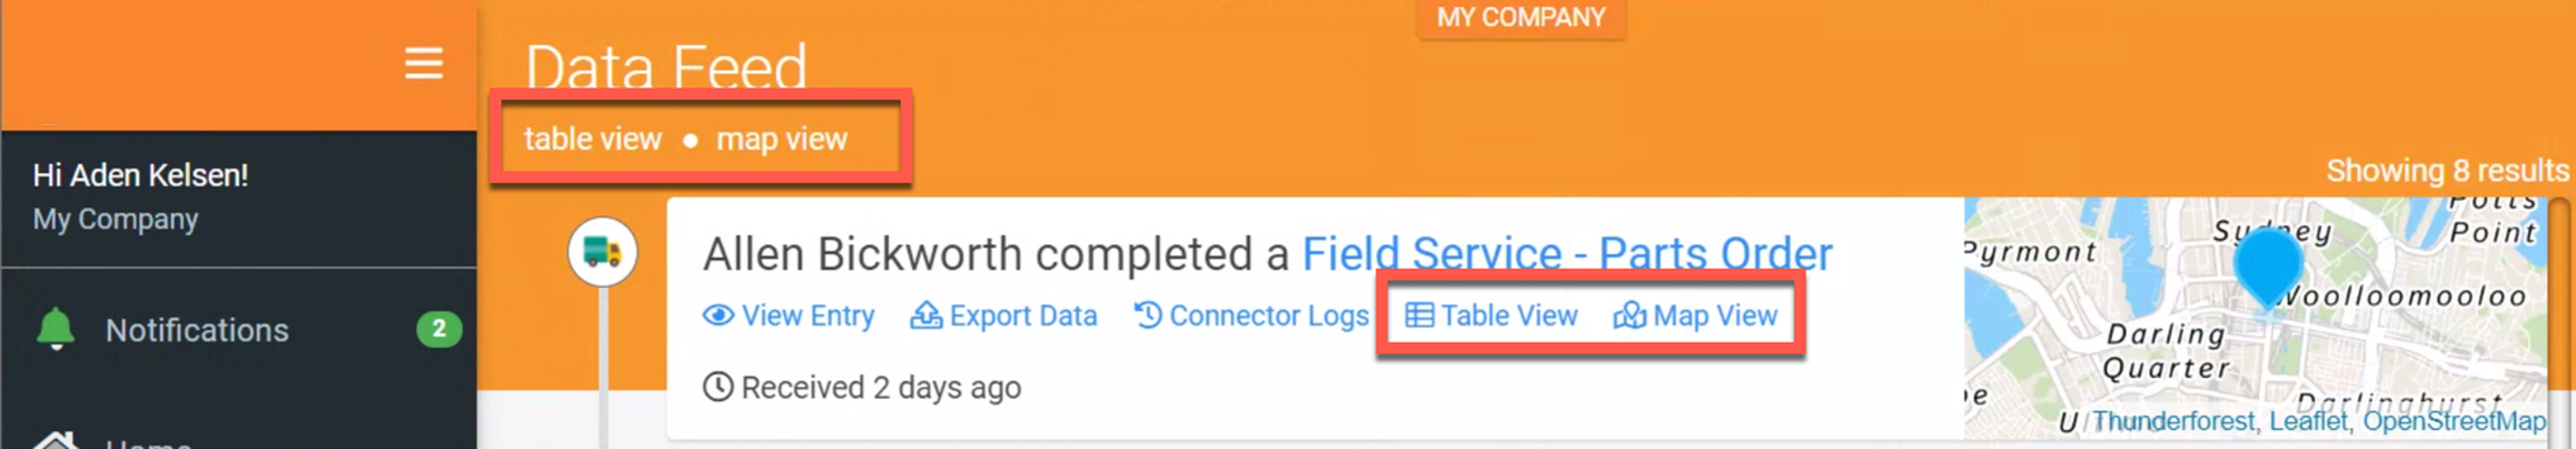 MY COMPANY
Data Feed
table view • map view
Hi Aden Kelsen!
My Company
Showing 8 results
Notifications 2
Home
Allen Bickworth completed a Field Service - Parts Order
View Entry Export Data Connector Logs Table View Map View
Received 2 days ago
Potts
Point
Sydney
Pyrmont
Woolloomooloo
Darling
Quarter
Darlinghurst
U
Thunderforest, Leaflet, OpenStreetMap